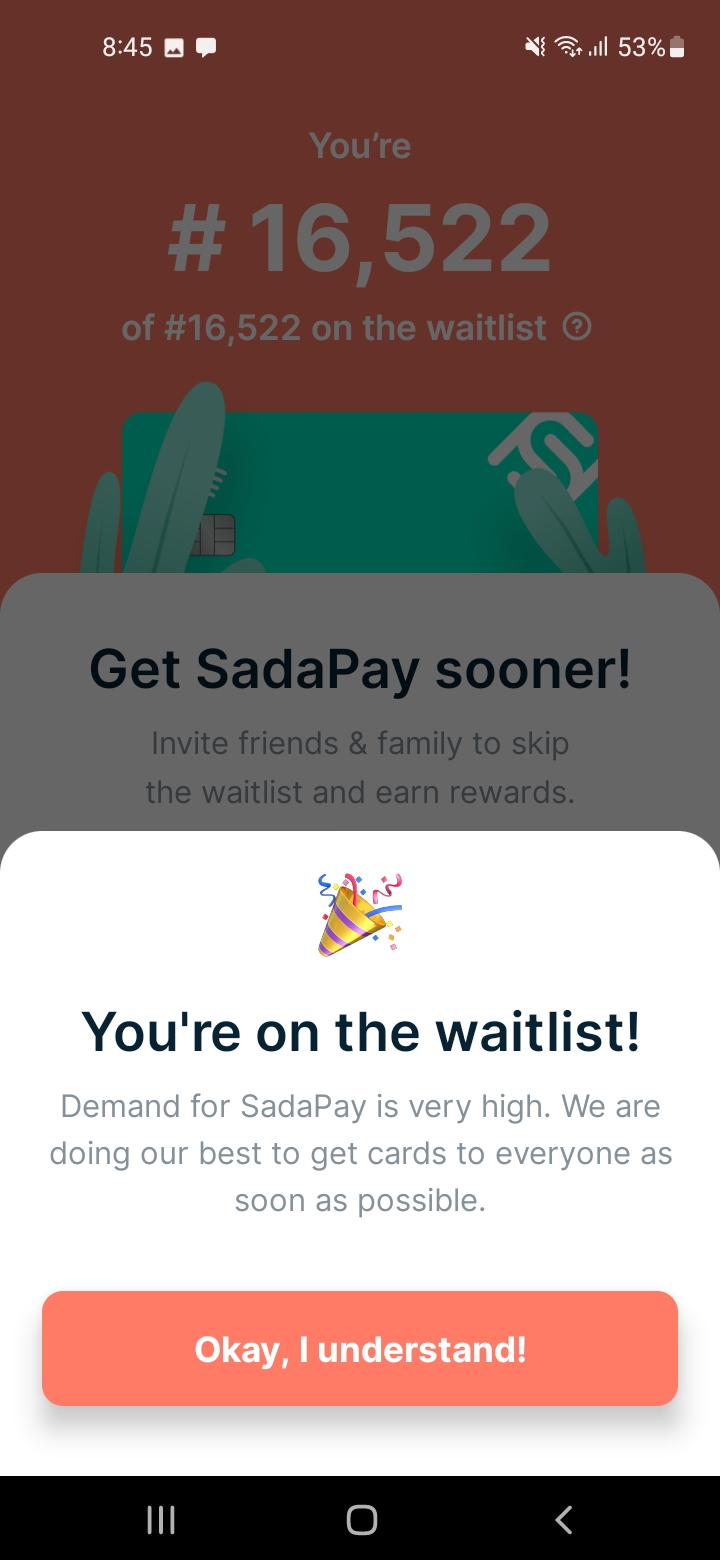 8:45 53%
You’re
# 16,522
of #16,522 on the waitlist ?
Get SadaPay sooner!
Invite friends & family to skip
the waitlist and earn rewards.
You're on the waitlist!
Demand for SadaPay is very high. We are
doing our best to get cards to everyone as
soon as possible.
Okay, I understand!